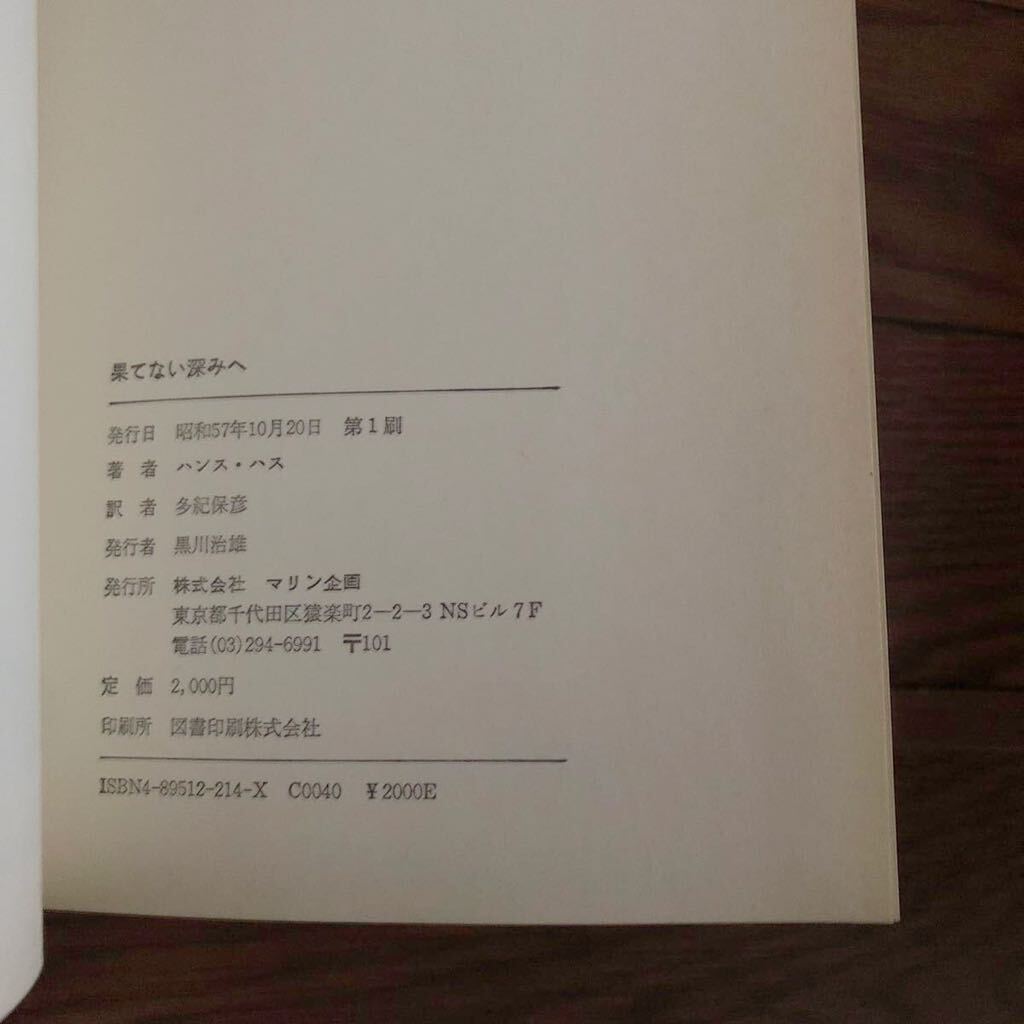 果てない深みへ
発行日 昭和57年10月20日 第1刷
著者 ハンス・ハス
訳者 多紀保彦
発行者 黒川治雄
発行所 株式会社 マリン企画
東京都千代田区猿楽町2—2—3 NSビル7F
電話(03)294-6991 〒101
定価 2,000円
印刷所 図書印刷株式会社
ISBN4-89512-214-X C0040 ¥2000E